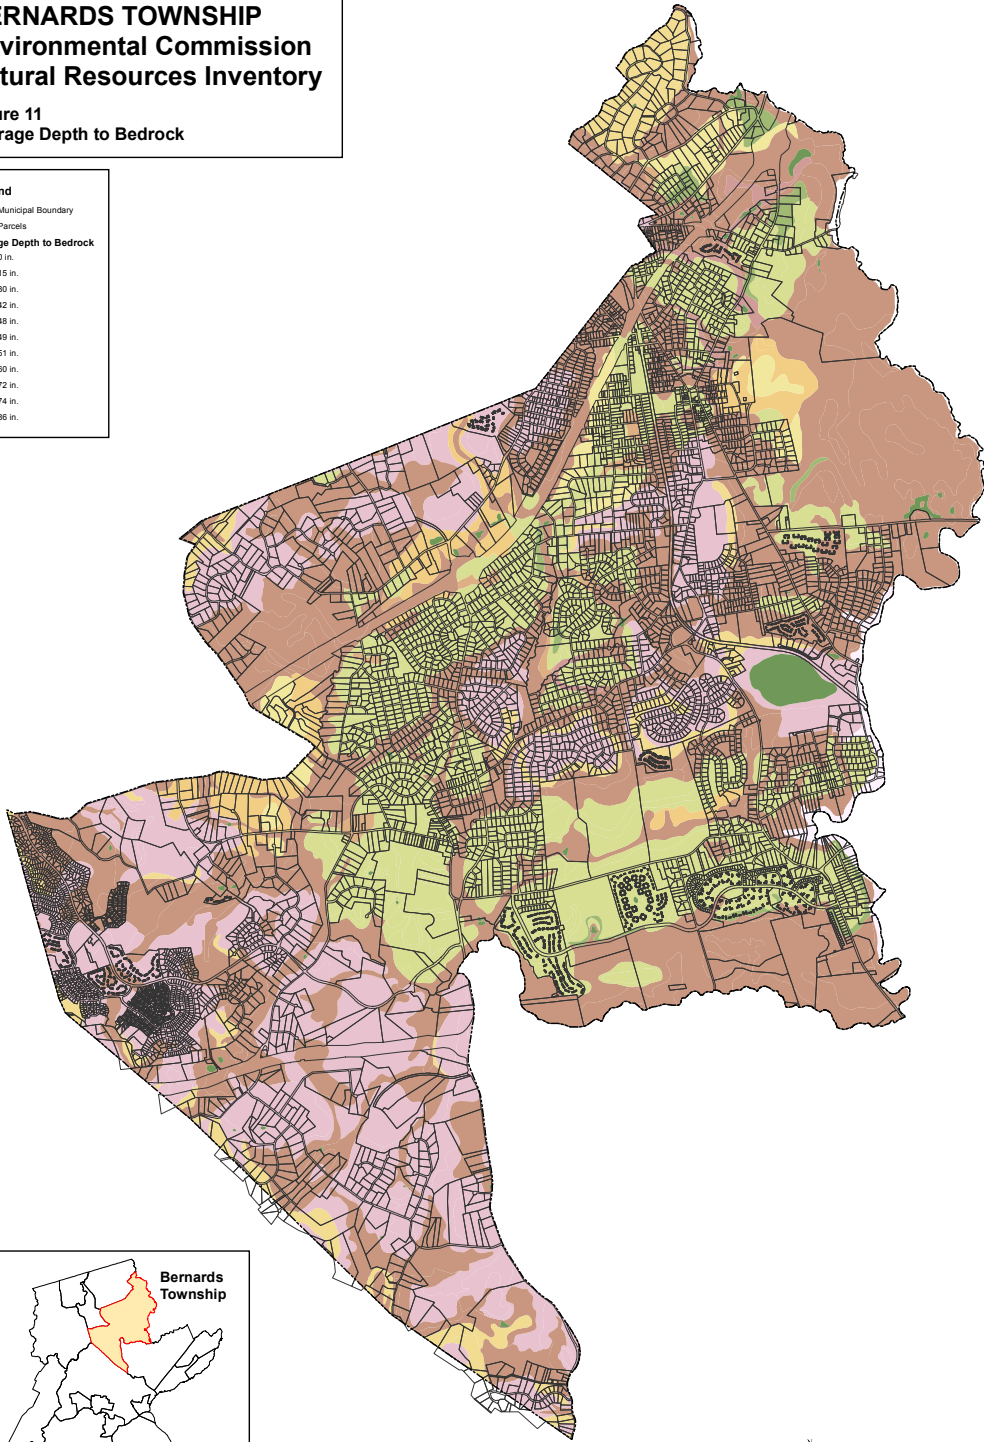 ERNARDS TOWNSHIP
vironmental Commission
tural Resources Inventory
ure 11
rage Depth to Bedrock
nd
Municipal Boundary
Parcels
ge Depth to Bedrock
0 in.
15 in.
30 in.
42 in.
48 in.
49 in.
51 in.
60 in.
72 in.
74 in.
86 in.
Bernards
Township